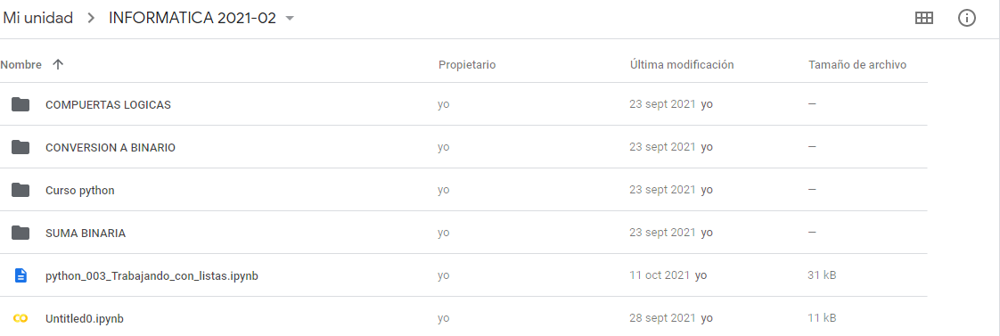 Mi unidad > INFORMATICA 2021-02
Nombre Propietario Última modificación Tamaño de archivo
COMPUERTAS LOGICAS yo 23 sept 2021 yo —
CONVERSION A BINARIO yo 23 sept 2021 yo —
Curso python yo 23 sept 2021 yo —
SUMA BINARIA yo 23 sept 2021 yo —
python_003_Trabajando_con_listas.ipynb yo 11 oct 2021 yo 31 kB
Untitled0.ipynb yo 28 sept 2021 yo 11 kB